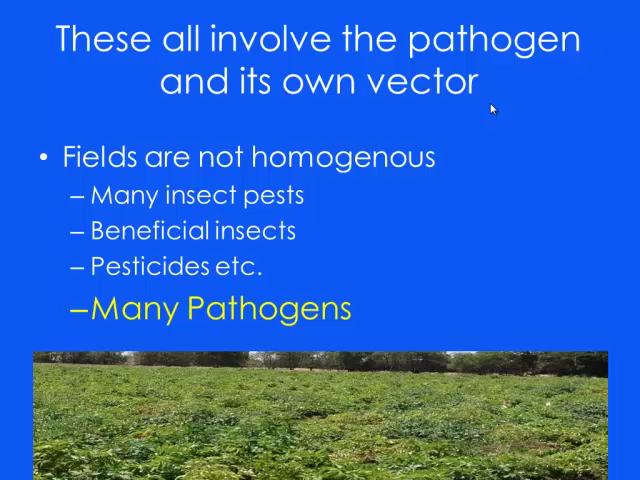 These all involve the pathogen
and its own vector
• Fields are not homogenous
– Many insect pests
– Beneficial insects
– Pesticides etc.
–Many Pathogens